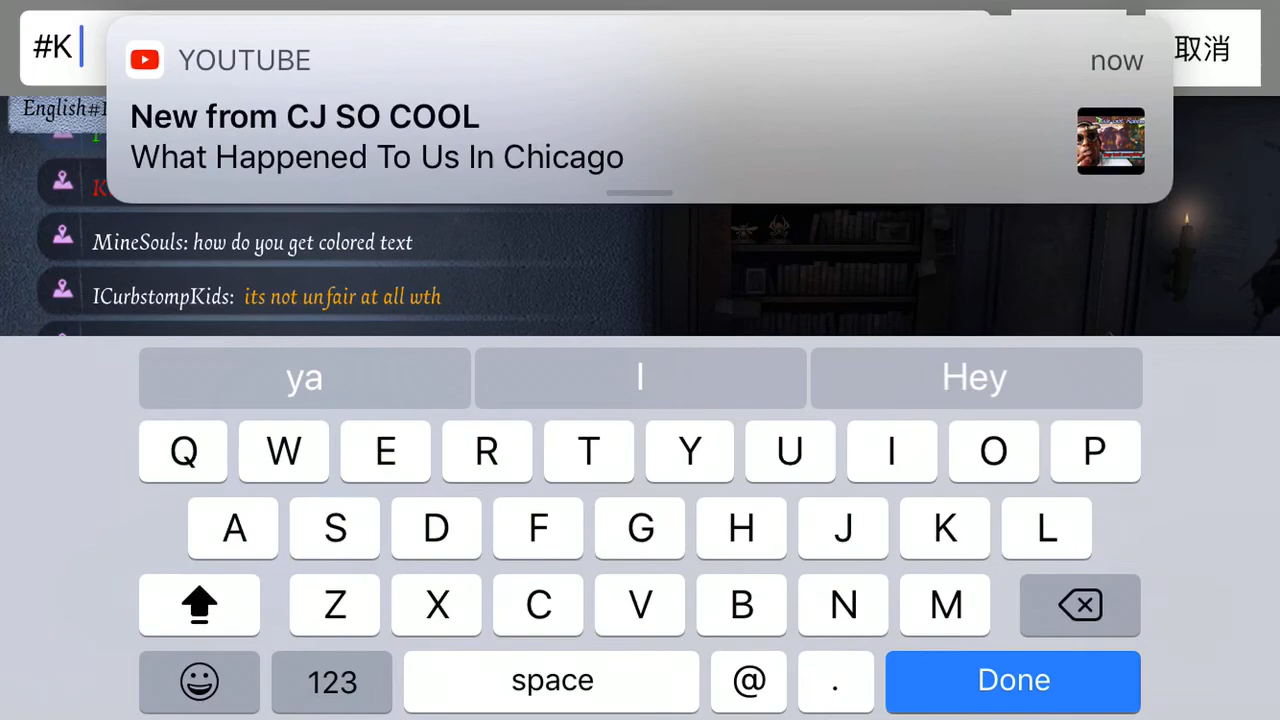 #K
取消
YOUTUBE
now
New from CJ SO COOL
What Happened To Us In Chicago
English#
MineSouls: how do you get colored text
ICurbstompKids: its not unfair at all wth
ya
I
Hey
Q W E R T Y U I O P
A S D F G H J K L
Z X C V B N M
123
space
@
.
Done